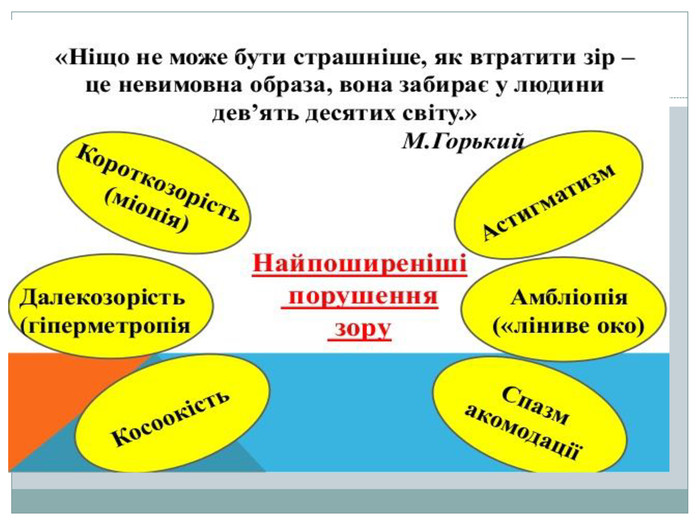 «Ніщо не може бути страшніше, як втратити зір –
це невимовна образа, вона забирає у людини
дев’ять десятих світу.»
М.Горький
Короткозорість
(міопія)
Астигматизм
Найпоширеніші
порушення
зору
Далекозорість
(гіперметропія
Амбліопія
(«ліниве око)
Косоокість
Спазм
акомодації